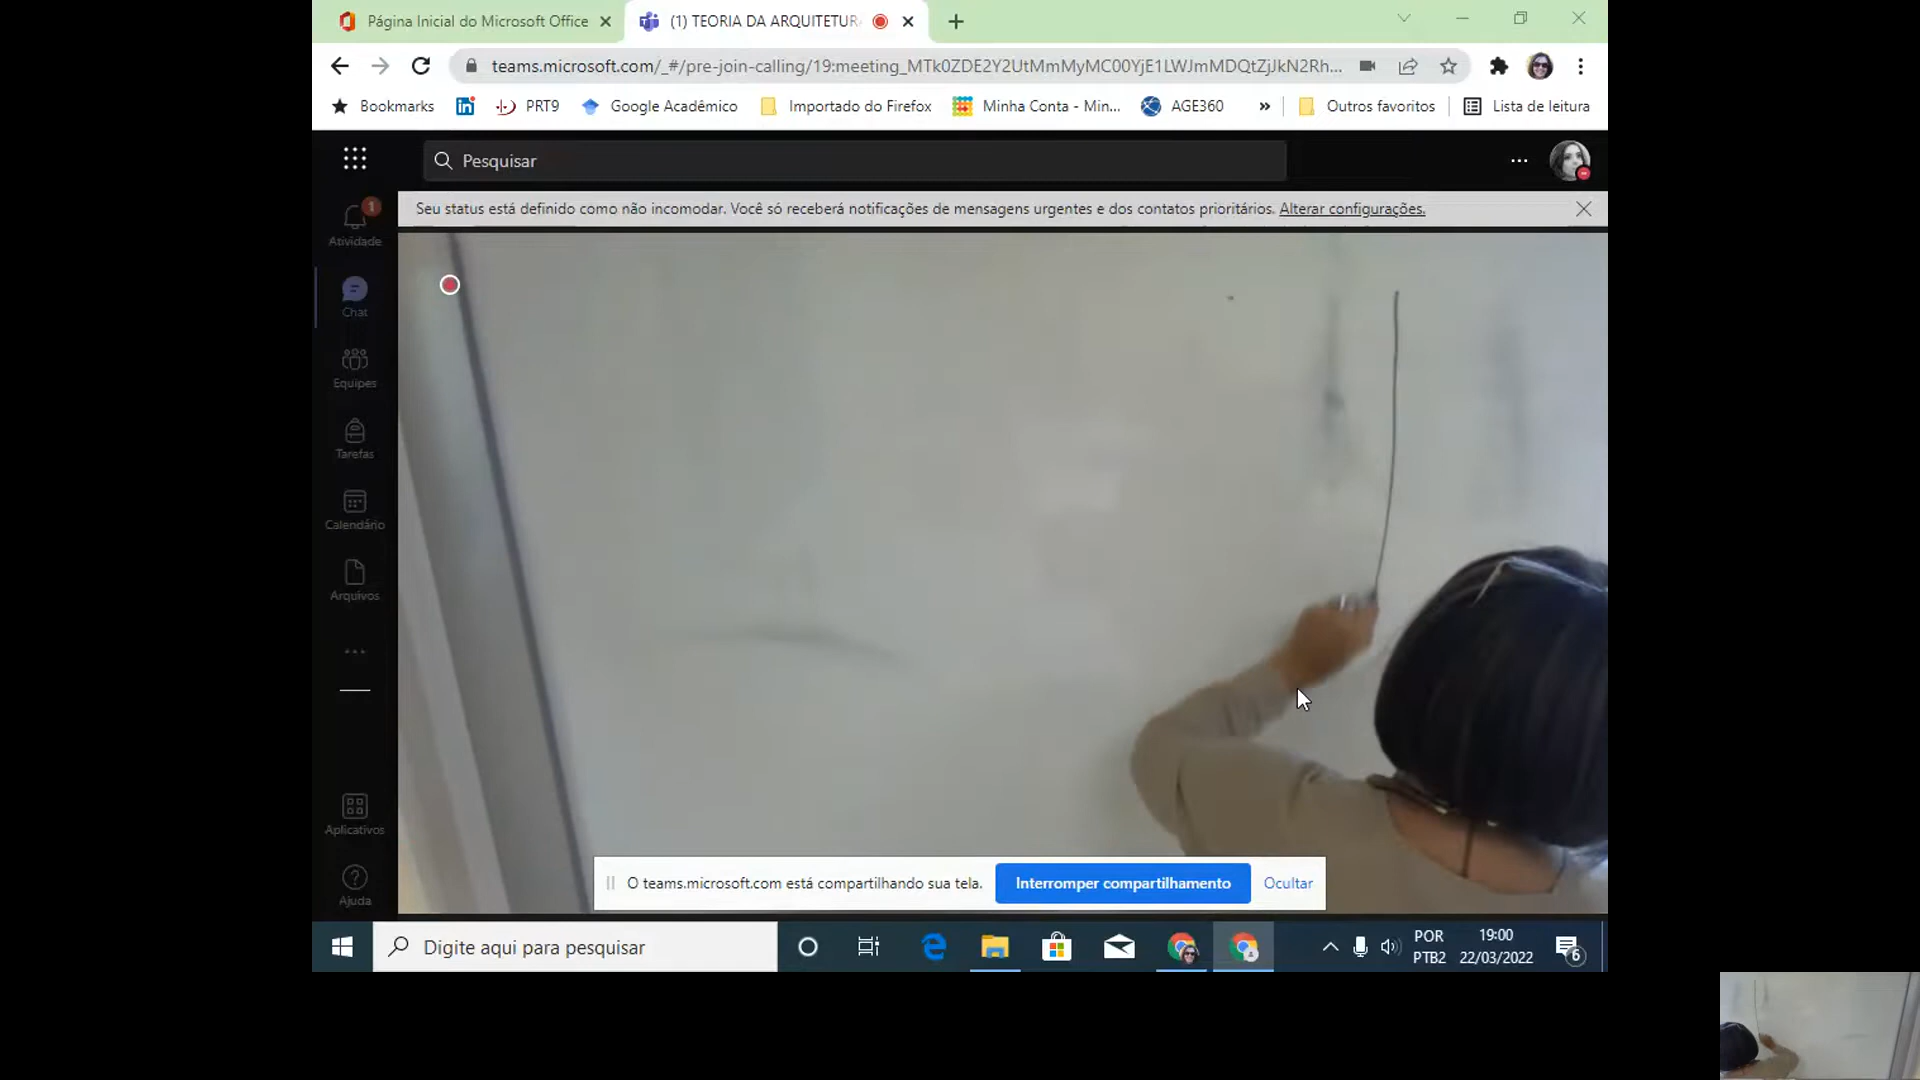 Página Inicial do Microsoft Office
(1) TEORIA DA ARQUITETUR
teams.microsoft.com/_#/pre-join-calling/19:meeting_MTk0ZDE2Y2UtMmMyMC00YjE1LWJmMDQtZjJkN2Rh...
Bookmarks
PRT9
Google Acadêmico
Importado do Firefox
Minha Conta - Min...
AGE360
»
Outros favoritos
Lista de leitura
Pesquisar
Seu status está definido como não incomodar. Você só receberá notificações de mensagens urgentes e dos contatos prioritários. Alterar configurações.
1
Atividade
Chat
Equipes
Tarefas
Calendário
Arquivos
Aplicativos
Ajuda
O teams.microsoft.com está compartilhando sua tela.
Interromper compartilhamento
Ocultar
Digite aqui para pesquisar
POR
PTB2
19:00
22/03/2022
6